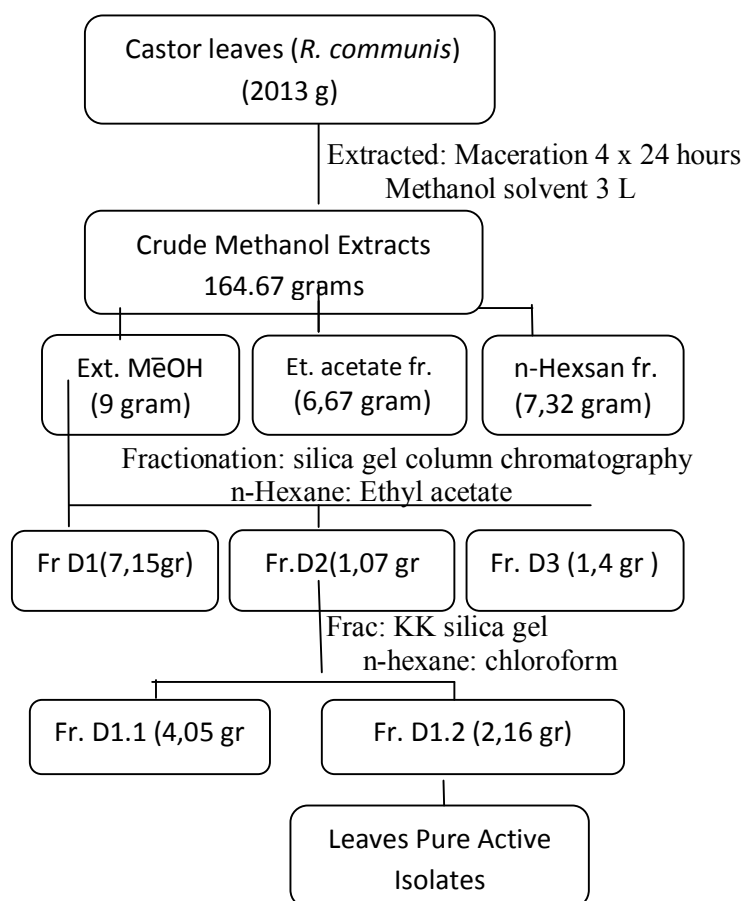 Castor leaves (R. communis)
(2013 g)
Extracted: Maceration 4 x 24 hours
Methanol solvent 3 L
Crude Methanol Extracts
164.67 grams
Ext. MēOH
(9 gram)
Et. acetate fr.
(6,67 gram)
n-Hexsan fr.
(7,32 gram)
Fractionation: silica gel column chromatography
n-Hexane: Ethyl acetate
Fr D1(7,15gr)
Fr.D2(1,07 gr
Fr. D3 (1,4 gr )
Frac: KK silica gel
n-hexane: chloroform
Fr. D1.1 (4,05 gr
Fr. D1.2 (2,16 gr)
Leaves Pure Active
Isolates